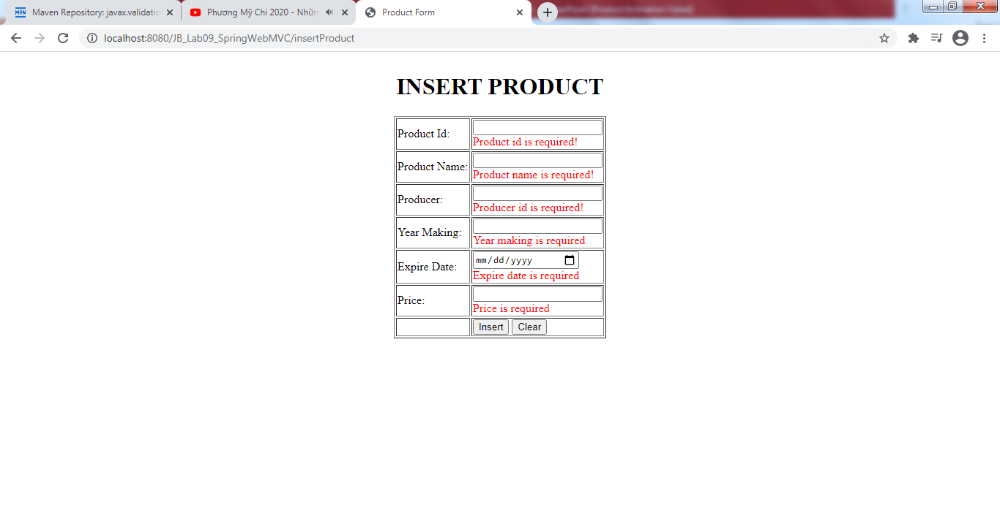 Maven Repository: javax.validatio
Phương Mỹ Chi 2020 - Nhữn
Product Form
localhost:8080/JB_Lab09_SpringWebMVC/insertProduct
INSERT PRODUCT
Product Id:
Product id is required!
Product Name:
Product name is required!
Producer:
Producer id is required!
Year Making:
Year making is required
Expire Date:
mm/dd/yyyy
Expire date is required
Price:
Price is required
Insert Clear